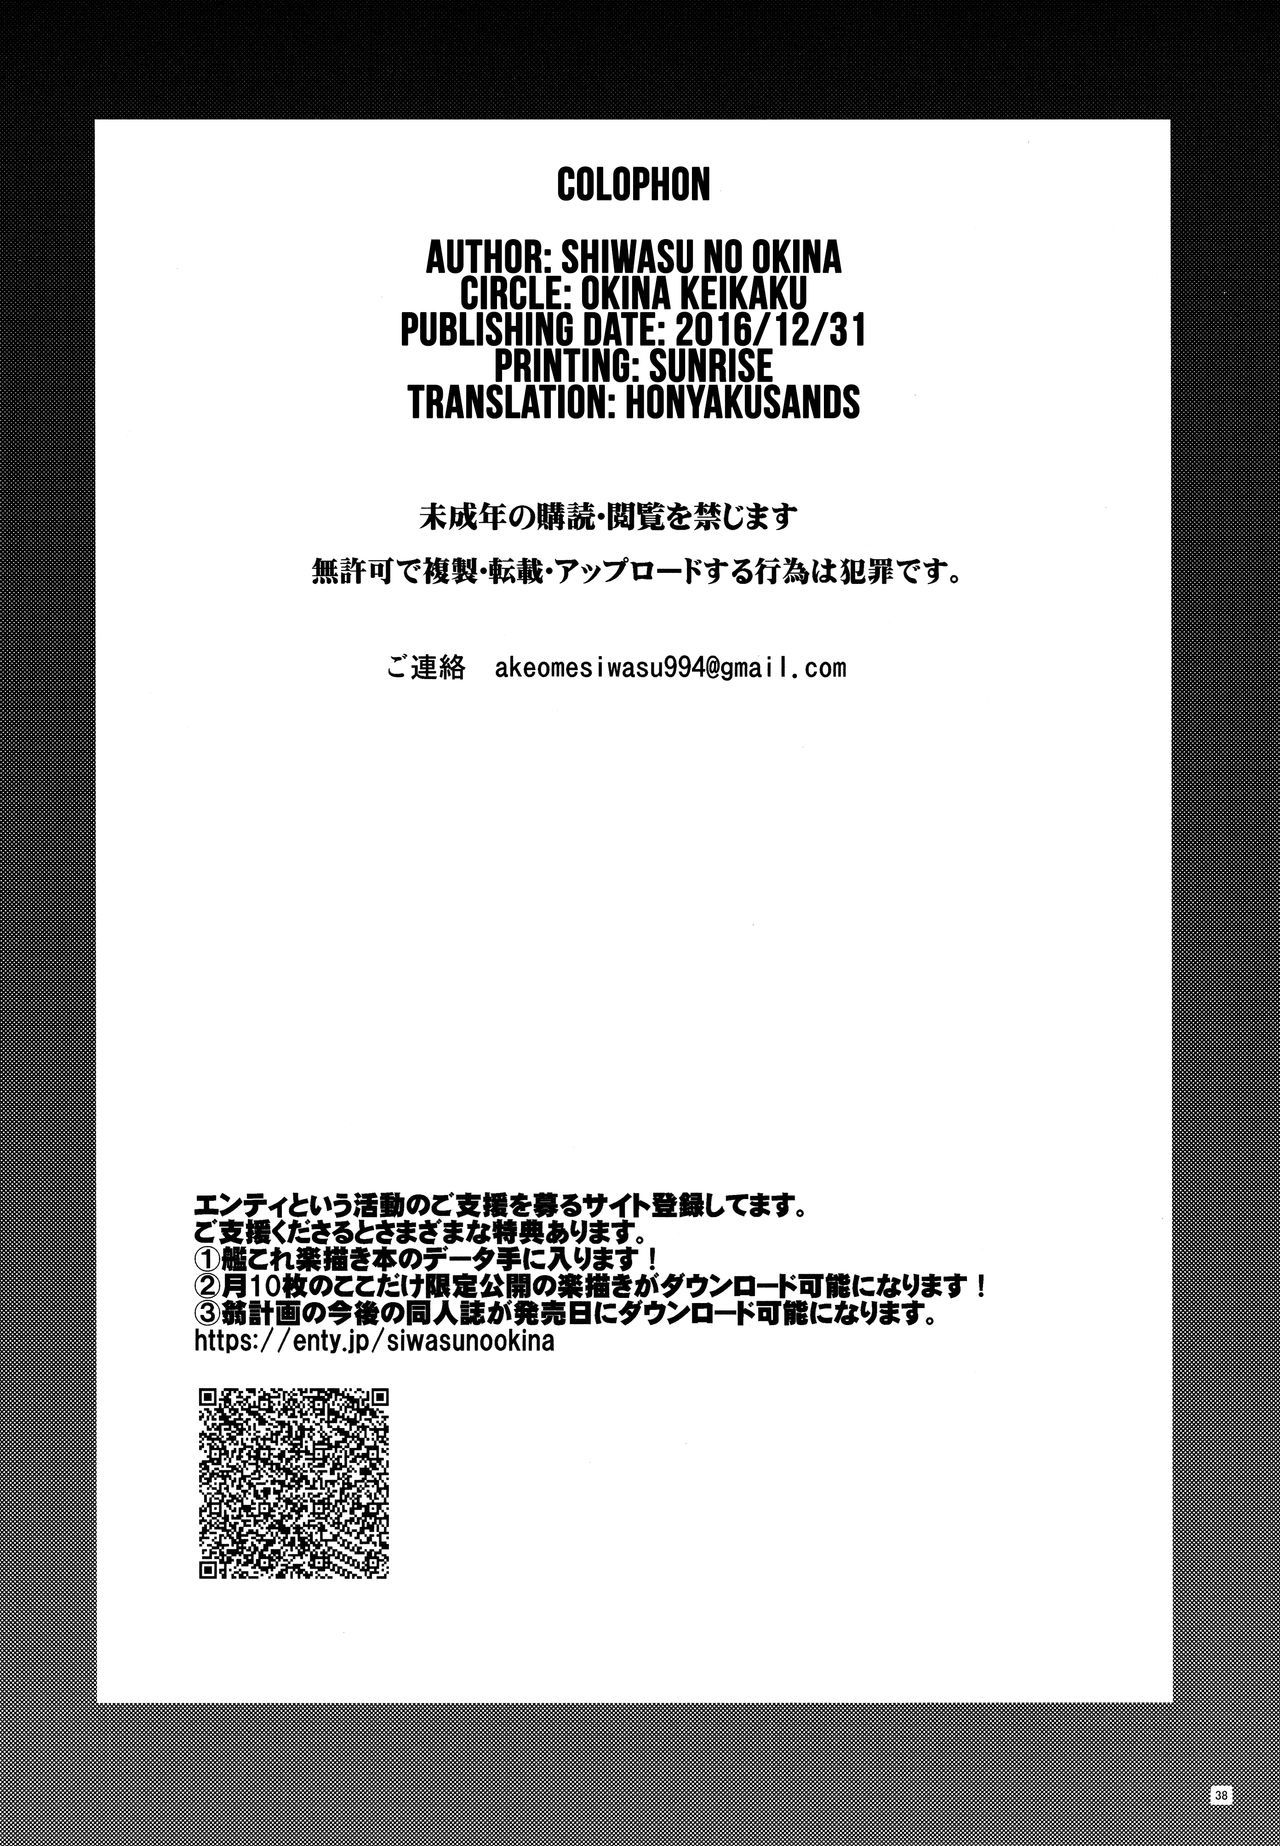 COLOPHON
AUTHOR: SHIWASU NO OKINA
CIRCLE: OKINA KEIKAKU
PUBLISHING DATE: 2016/12/31
PRINTING: SUNRISE
TRANSLATION: HONYAKUSANDS
未成年の購読・閲覧を禁じます
無許可で複製・転載・アップロードする行為は犯罪です。
ご連絡　akeomesiwasu994@gmail.com
エンティという活動のご支援を募るサイト登録してます。
ご支援くださるとさまざまな特典あります。
①艦これ楽描き本のデータ手に入ります！
②月10枚のここだけ限定公開の楽描きがダウンロード可能になります！
③翁計画の今後の同人誌が発売日にダウンロード可能になります。
https://enty.jp/siwasunookina
38